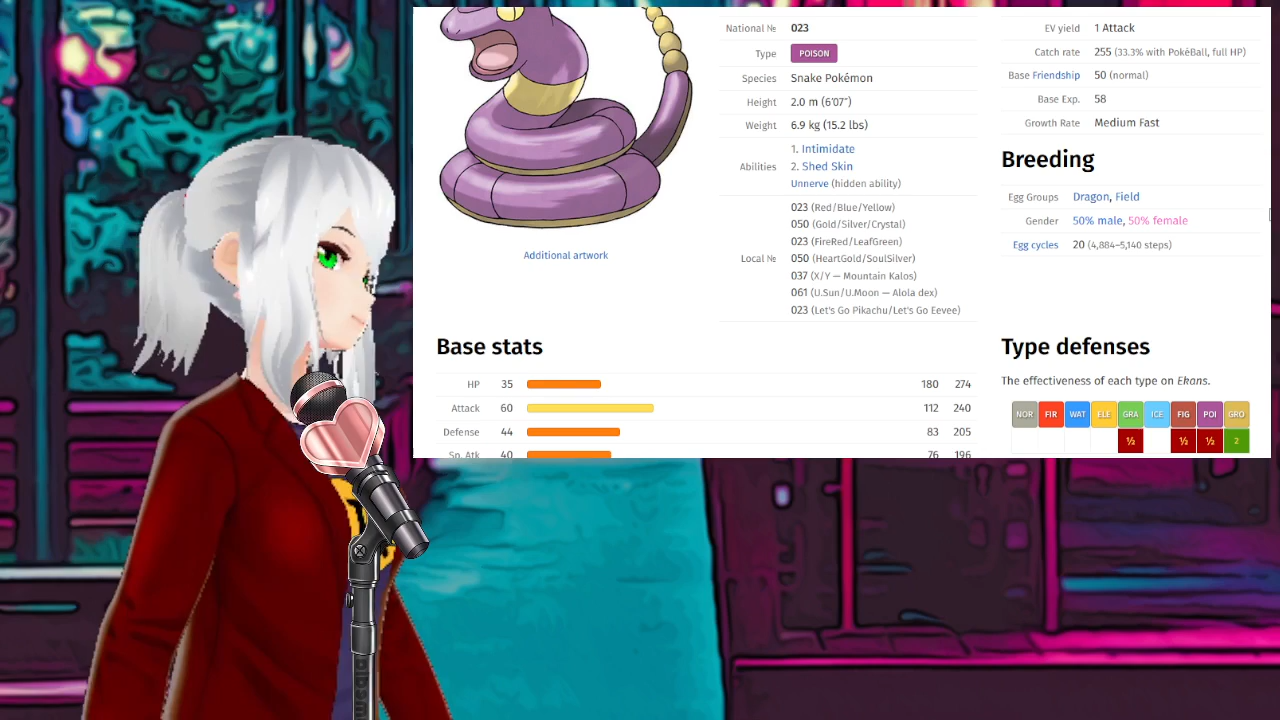 National № 023
Type POISON
Species Snake Pokémon
Height 2.0 m (6'07")
Weight 6.9 kg (15.2 lbs)
Abilities 1. Intimidate
2. Shed Skin
Unnerve (hidden ability)
Local № 023 (Red/Blue/Yellow)
050 (Gold/Silver/Crystal)
023 (FireRed/LeafGreen)
050 (HeartGold/SoulSilver)
037 (X/Y — Mountain Kalos)
061 (U.Sun/U.Moon — Alola dex)
023 (Let's Go Pikachu/Let's Go Eevee)
Additional artwork
EV yield 1 Attack
Catch rate 255 (33.3% with PokéBall, full HP)
Base Friendship 50 (normal)
Base Exp. 58
Growth Rate Medium Fast
Breeding
Egg Groups Dragon, Field
Gender 50% male, 50% female
Egg cycles 20 (4,884–5,140 steps)
Base stats
HP 35 180 274
Attack 60 112 240
Defense 44 83 205
Sp. Atk 40 76 196
Type defenses
The effectiveness of each type on Ekans.
NOR FIR WAT ELE GRA ICE FIG POI GRO
½ ½ ½ 2